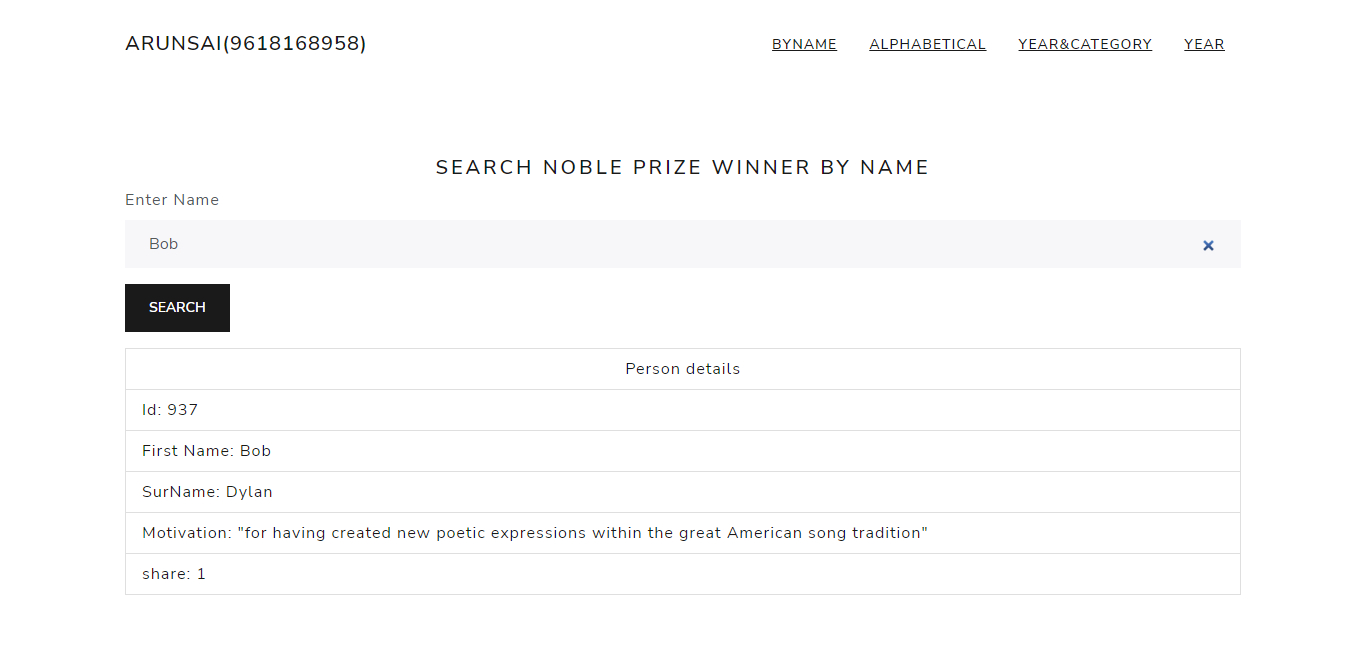 ARUNSAI(9618168958)
BYNAME ALPHABETICAL YEAR&CATEGORY YEAR
SEARCH NOBLE PRIZE WINNER BY NAME
Enter Name
Bob
SEARCH
Person details
Id: 937
First Name: Bob
SurName: Dylan
Motivation: "for having created new poetic expressions within the great American song tradition"
share: 1